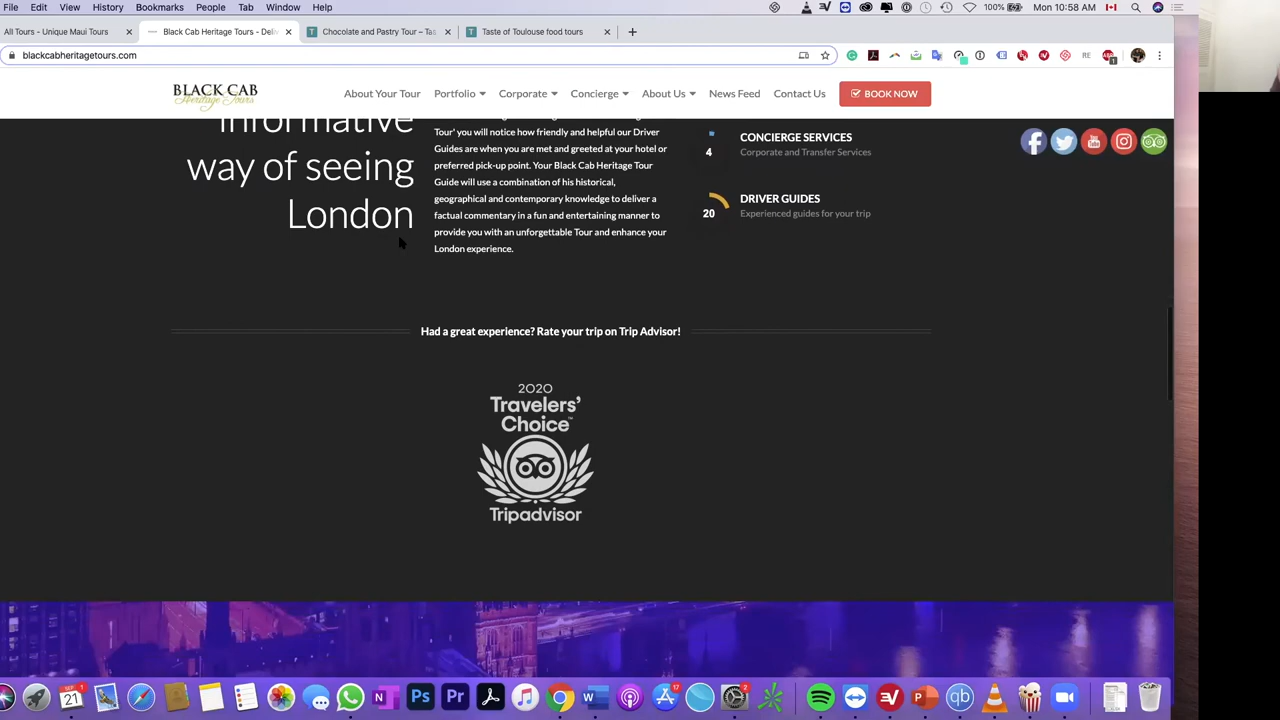 File Edit View History Bookmarks People Tab Window Help
100% Mon 10:58 AM
All Tours - Unique Maui Tours
Black Cab Heritage Tours - Deli
Chocolate and Pastry Tour – Ta
Taste of Toulouse food tours
blackcabheritagetours.com
BLACK CAB
Heritage Tours
About Your Tour Portfolio Corporate Concierge About Us News Feed Contact Us BOOK NOW
informative
way of seeing
London
Tour' you will notice how friendly and helpful our Driver
Guides are when you are met and greeted at your hotel or
preferred pick-up point. Your Black Cab Heritage Tour
Guide will use a combination of his historical,
geographical and contemporary knowledge to deliver a
factual commentary in a fun and entertaining manner to
provide you with an unforgettable Tour and enhance your
London experience.
4
CONCIERGE SERVICES
Corporate and Transfer Services
20
DRIVER GUIDES
Experienced guides for your trip
Had a great experience? Rate your trip on Trip Advisor!
2020
Travelers'
Choice™
Tripadvisor